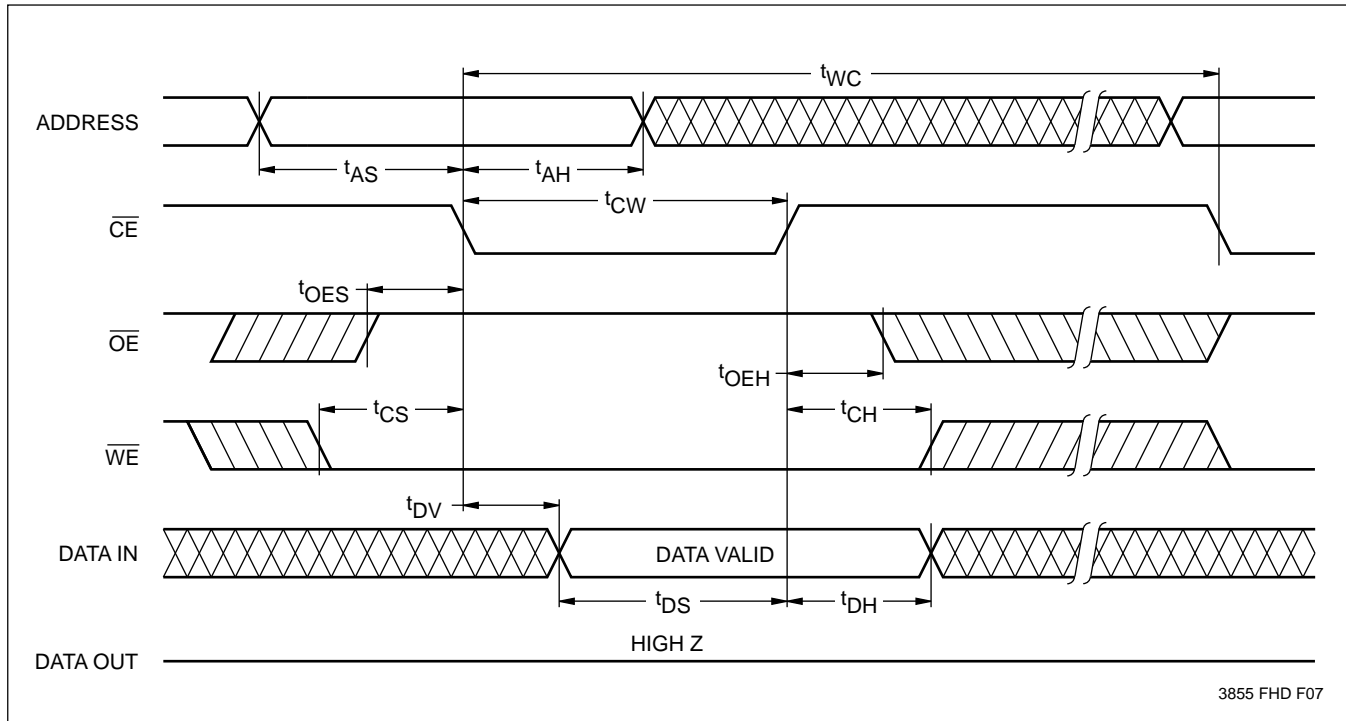 tWC
ADDRESS
tAS
tAH
tCW
CE
tOES
OE
tOEH
tCS
tCH
WE
tDV
DATA IN
DATA VALID
tDS
tDH
HIGH Z
DATA OUT
3855 FHD F07